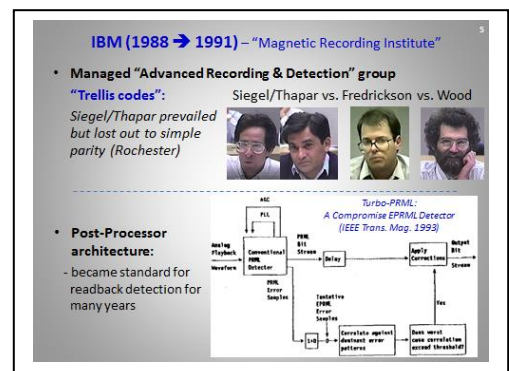 5
IBM (1988 ➔ 1991) – “Magnetic Recording Institute”
• Managed “Advanced Recording & Detection” group
“Trellis codes”: Siegel/Thapar vs. Fredrickson vs. Wood
Siegel/Thapar prevailed
but lost out to simple
parity (Rochester)
• Post-Processor
architecture:
- became standard for
readback detection for
many years
Turbo-PRML:
A Compromise EPRML Detector
(IEEE Trans. Mag. 1993)
AGC
PLL
Analog
Playback
Waveform
Conventional
PRML
Detector
PRML
Bit
Stream
Delay
Apply
Corrections
Output
Bit
Stream
PRML
Error
Samples
Tentative
EPRML
Error
Samples
Yes
1+D
Correlate against
dominant error
patterns
Does worst
case correlation
exceed threshold?